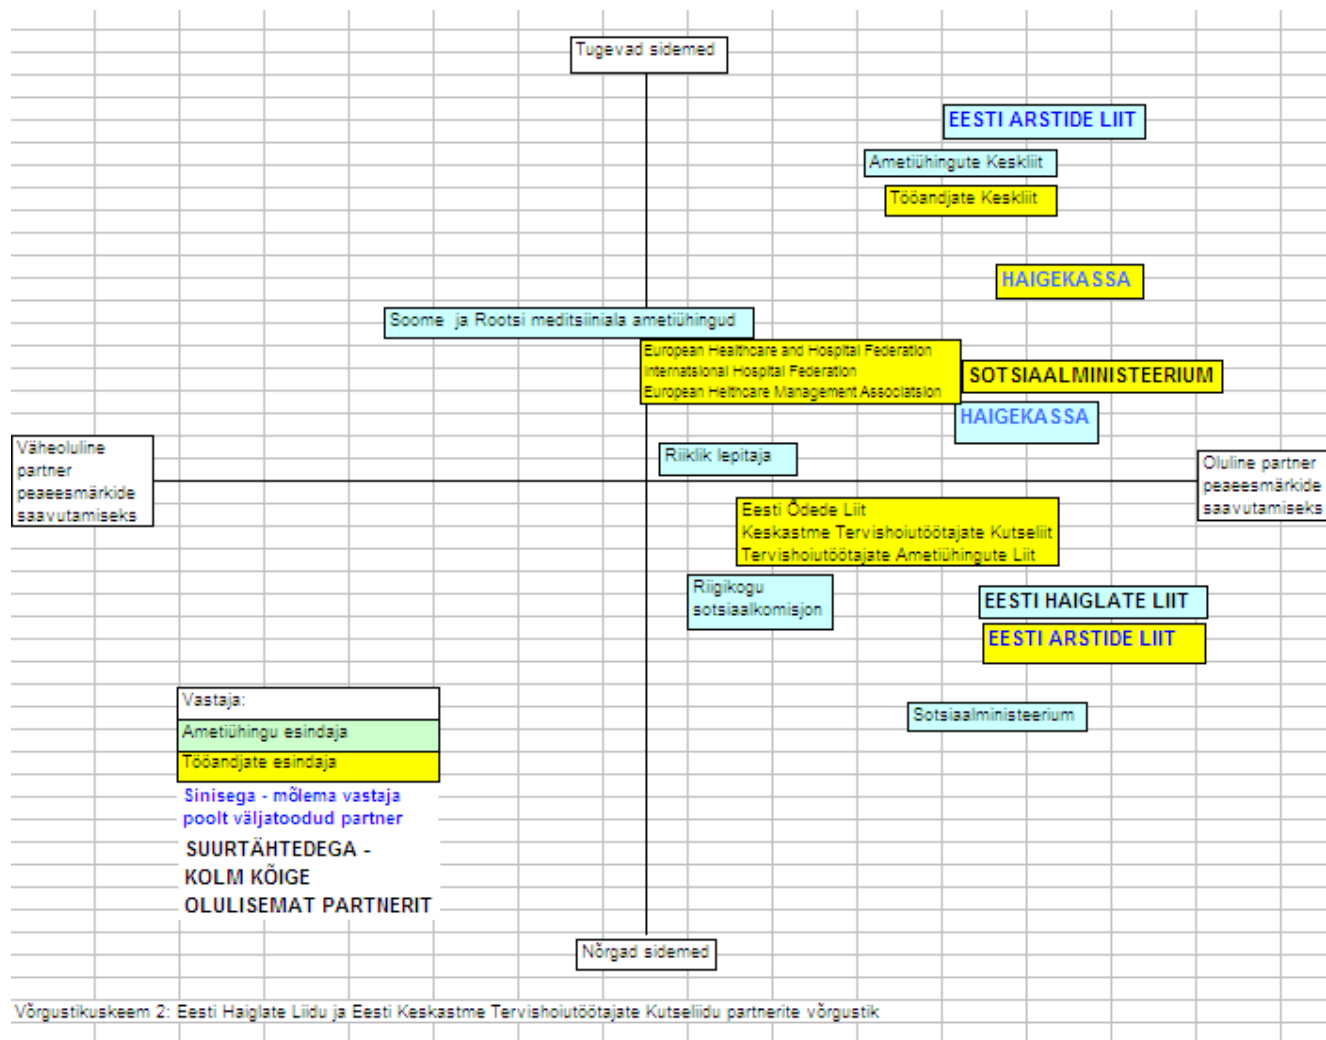 Tugevad sidemed
EESTI ARSTIDE LIIT
Ametiühingute Keskliit
Tööandjate Keskliit
HAIGEKASSA
Soome ja Rootsi meditsiiniala ametiühingud
European Healthcare and Hospital Federation
Internatsional Hospital Federation
European Helthcare Management Associatsion
SOTSIAALMINISTEERIUM
HAIGEKASSA
Väheoluline
partner
peaeesmärkide
saavutamiseks
Riiklik lepitaja
Oluline partner
peaeesmärkide
saavutamiseks
Eesti Õdede Liit
Keskastme Tervishoiutöötajate Kutseliit
Tervishoiutöötajate Ametiühingute Liit
Riigikogu
sotsiaalkomisjon
EESTI HAIGLATE LIIT
EESTI ARSTIDE LIIT
Sotsiaalministeerium
Vastaja:
Ametiühingu esindaja
Tööandjate esindaja
Sinisega - mõlema vastaja
poolt väljatoodud partner
SUURTÄHTEDEGA -
KOLM KÕIGE
OLULISEMAT PARTNERIT
Nõrgad sidemed
Võrgustikuskeem 2: Eesti Haiglate Liidu ja Eesti Keskastme Tervishoiutöötajate Kutseliidu partnerite võrgustik